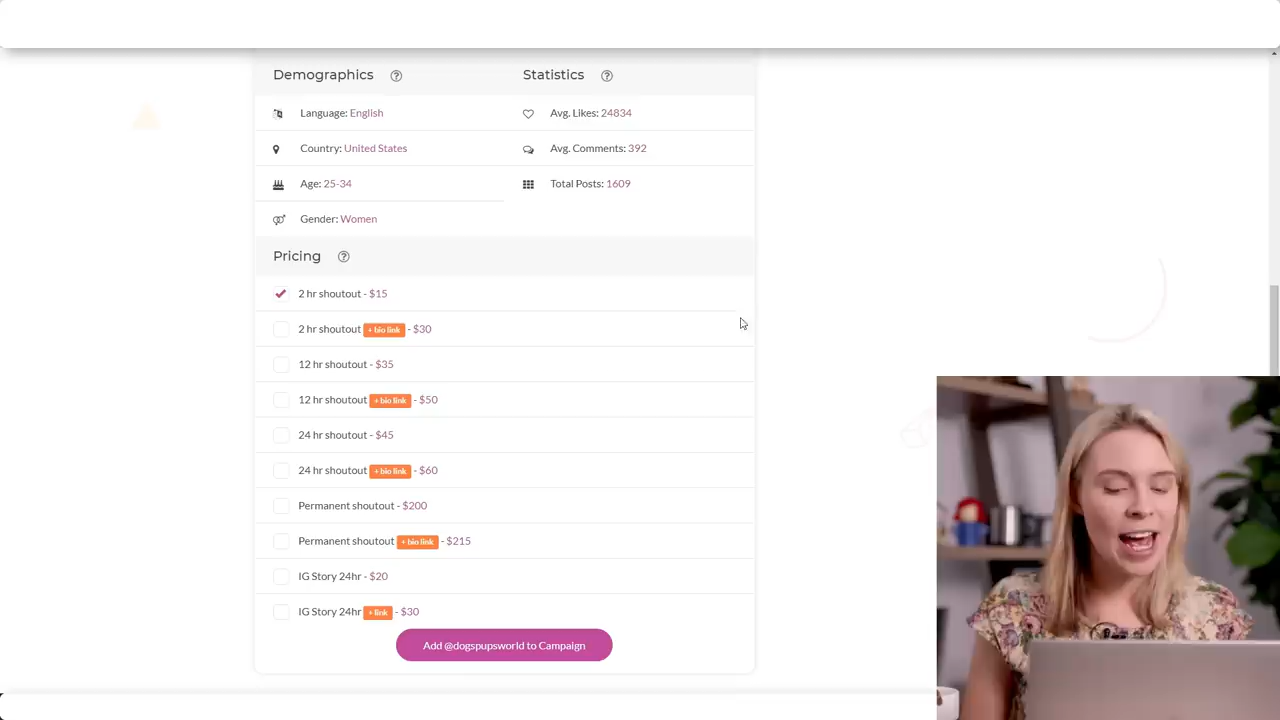 Demographics ?
Statistics ?
Language: English
Avg. Likes: 24834
Country: United States
Avg. Comments: 392
Age: 25-34
Total Posts: 1609
Gender: Women
Pricing ?
2 hr shoutout - $15
2 hr shoutout + bio link - $30
12 hr shoutout - $35
12 hr shoutout + bio link - $50
24 hr shoutout - $45
24 hr shoutout + bio link - $60
Permanent shoutout - $200
Permanent shoutout + bio link - $215
IG Story 24hr - $20
IG Story 24hr + link - $30
Add @dogspupsworld to Campaign